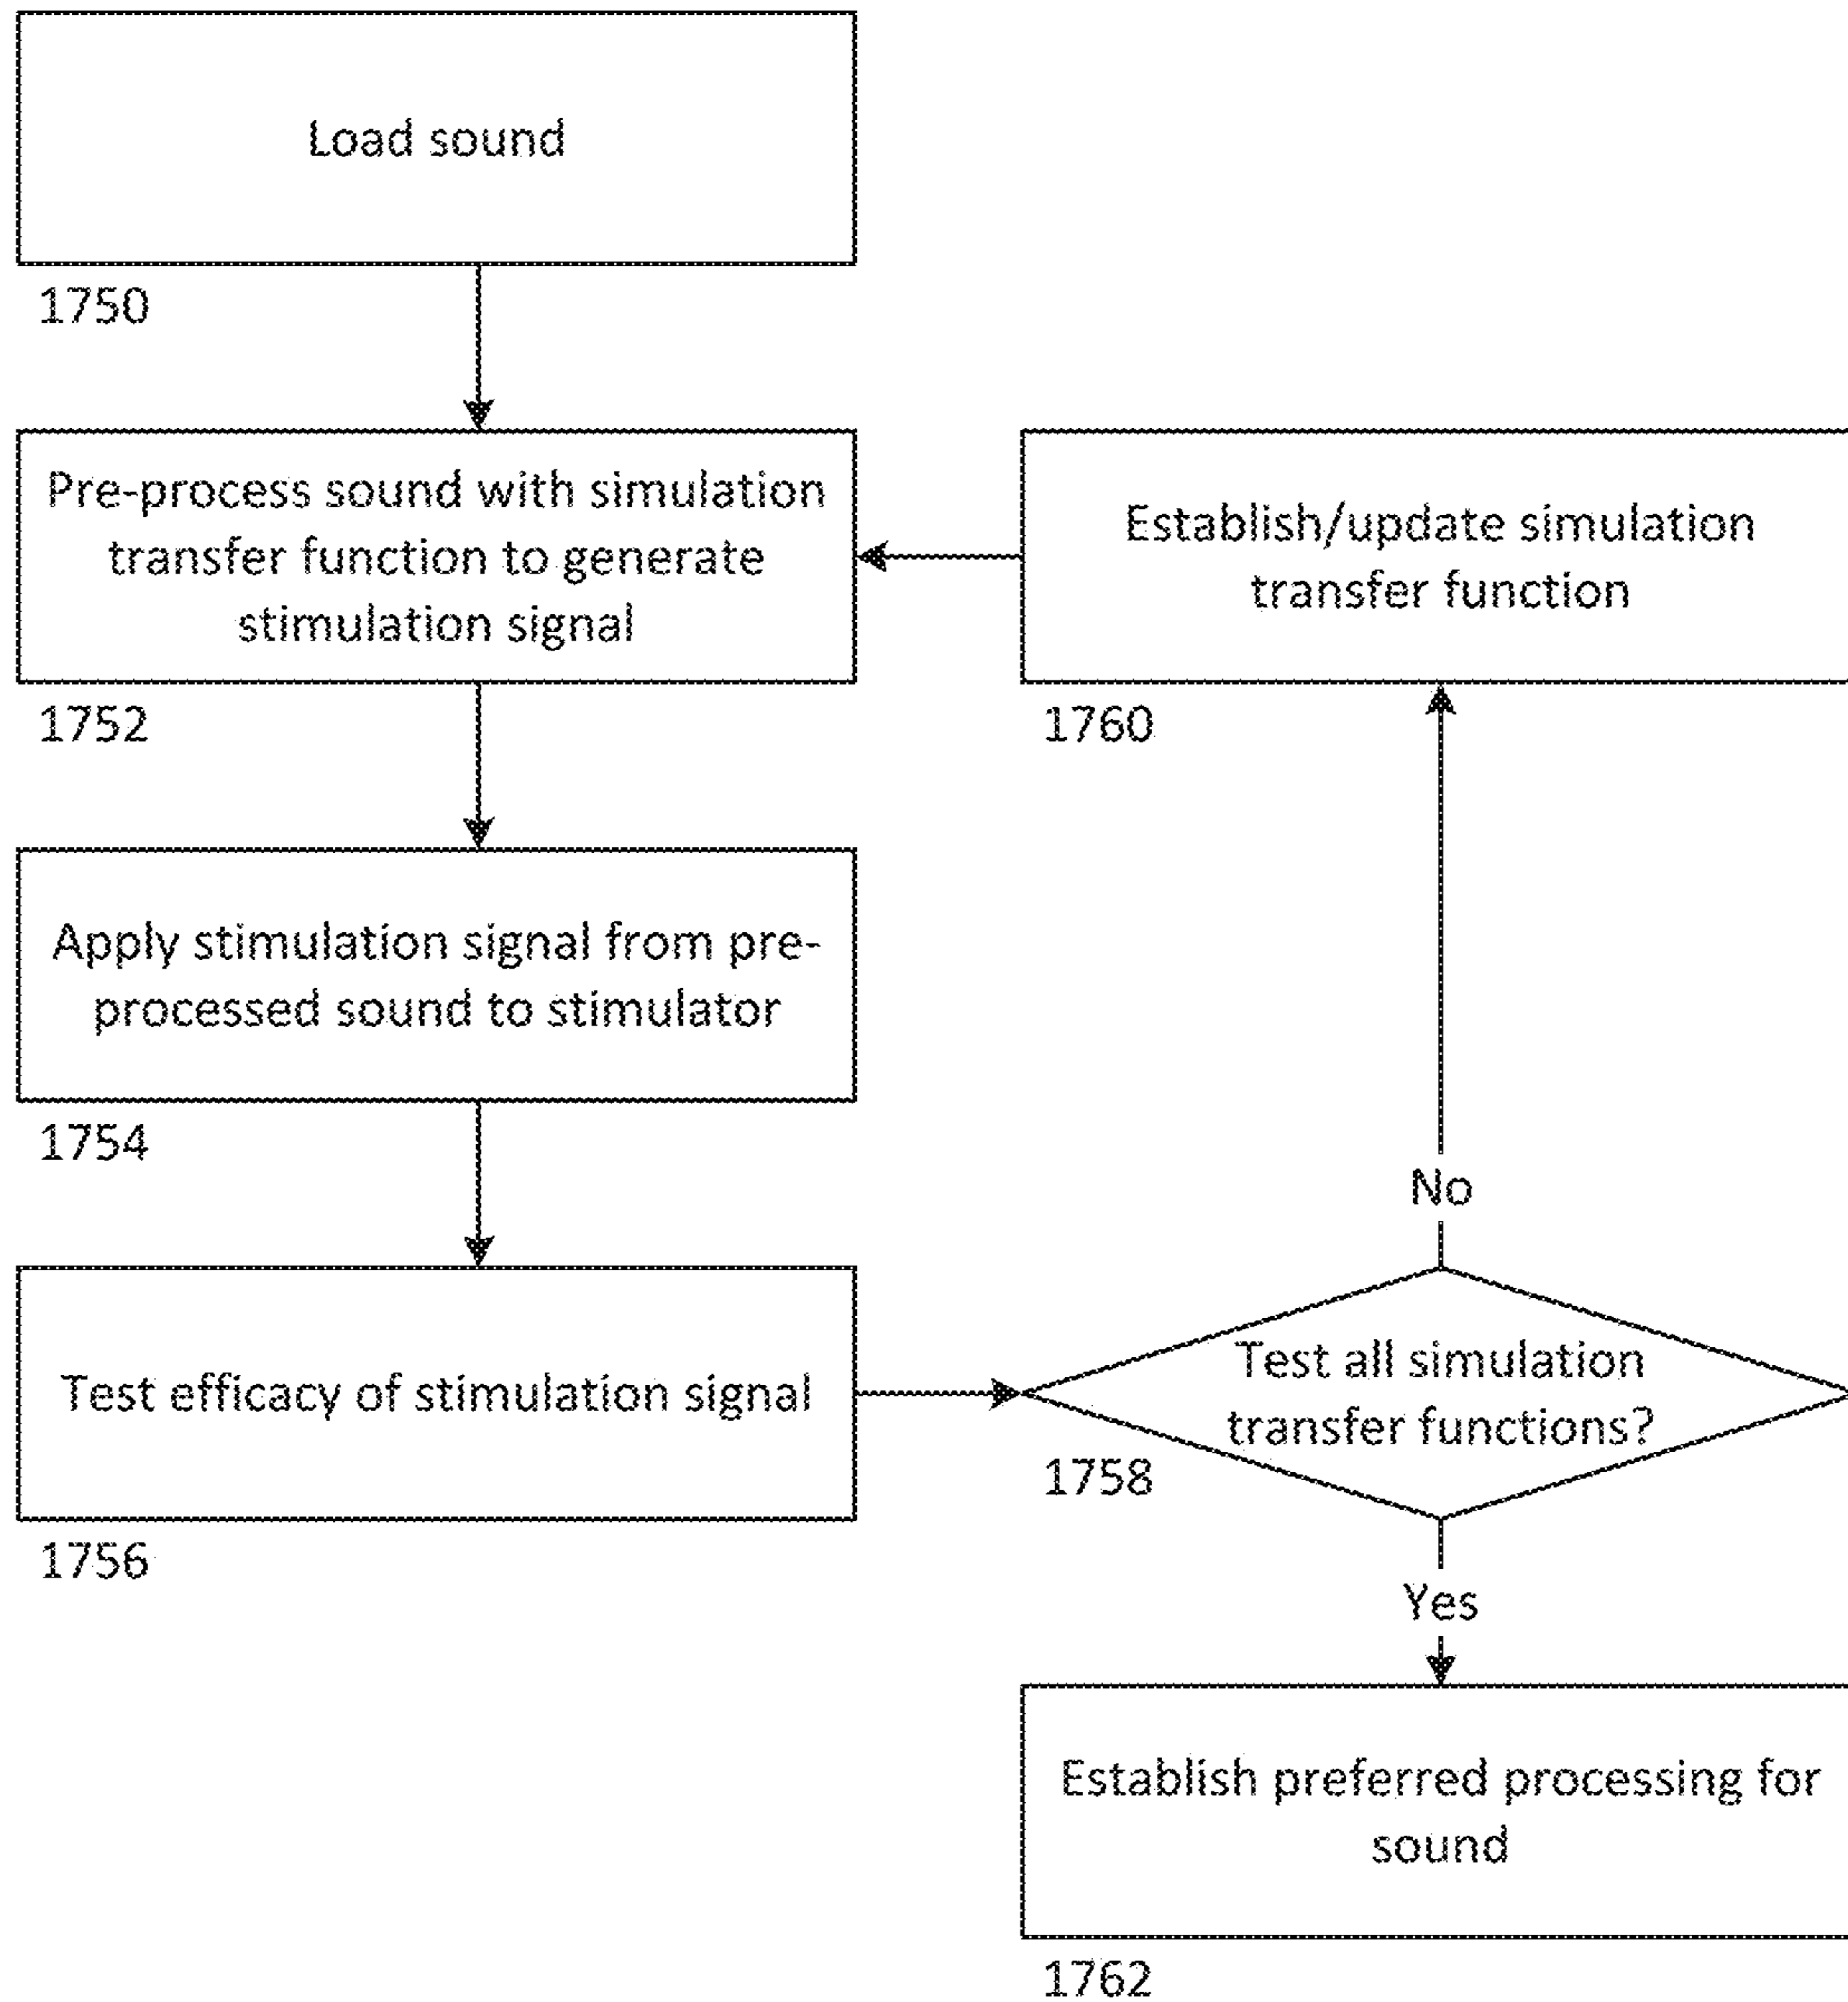 Load sound
1750
Pre-process sound with simulation
transfer function to generate
stimulation signal
1752
Establish/update simulation
transfer function
1760
Apply stimulation signal from pre-
processed sound to stimulator
1754
No
Test efficacy of stimulation signal
1756
Test all simulation
transfer functions?
1758
Yes
Establish preferred processing for
sound
1762